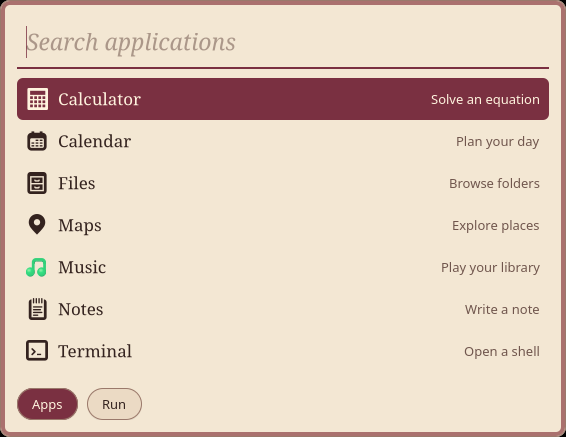 Search applications
Calculator Solve an equation
Calendar Plan your day
Files Browse folders
Maps Explore places
Music Play your library
Notes Write a note
Terminal Open a shell
Apps Run